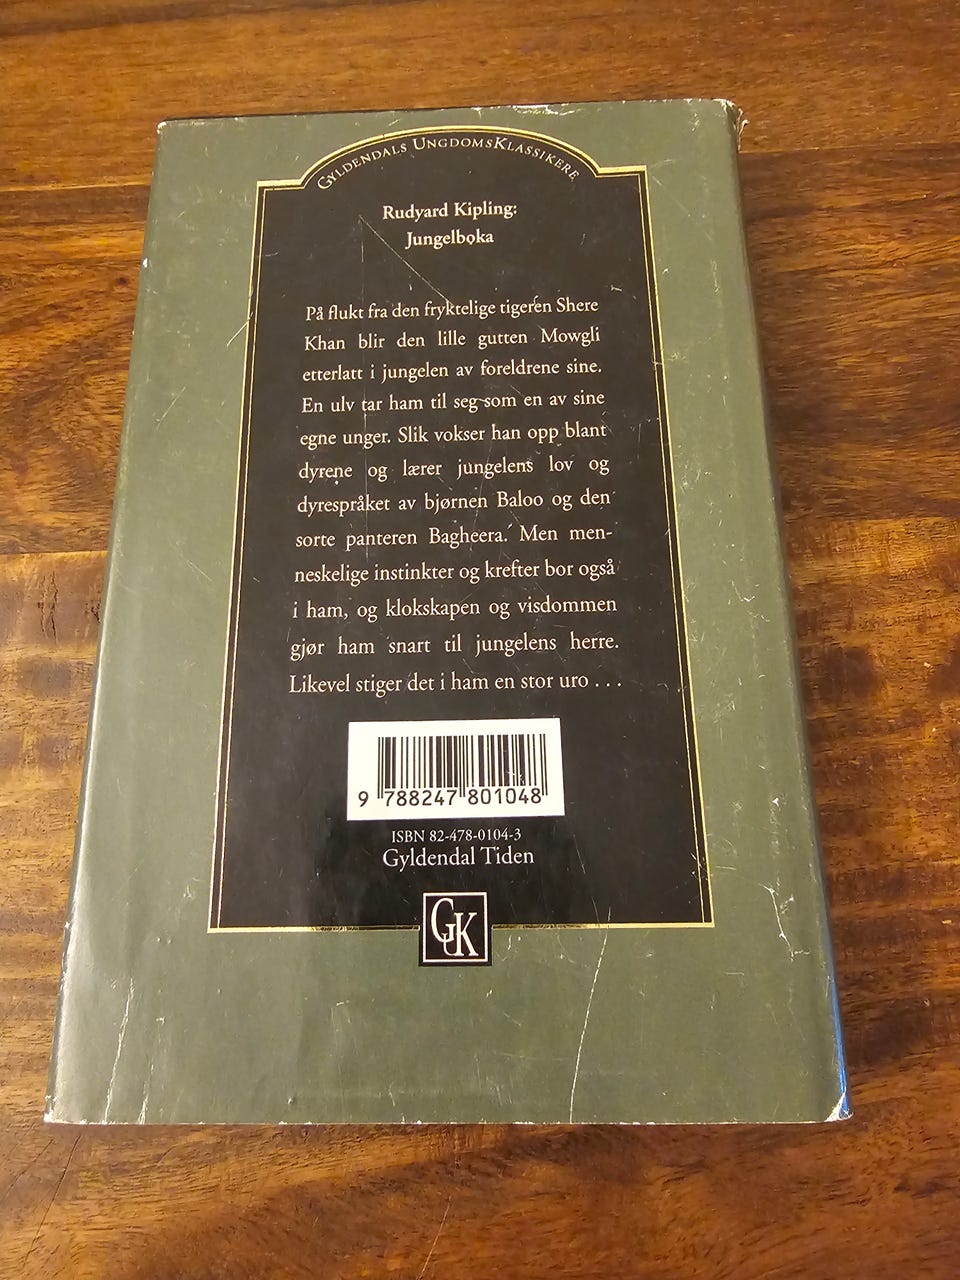 Gyldendals UngdomsKlassikere
Rudyard Kipling:
Jungelboka
På flukt fra den fryktelige tigeren Shere
Khan blir den lille gutten Mowgli
etterlatt i jungelen av foreldrene sine.
En ulv tar ham til seg som en av sine
egne unger. Slik vokser han opp blant
dyrene og lærer jungelens lov og
dyrespråket av bjørnen Baloo og den
sorte panteren Bagheera. Men men-
neskelige instinkter og krefter bor også
i ham, og klokskapen og visdommen
gjør ham snart til jungelens herre.
Likevel stiger det i ham en stor uro . . .
9 788247 801048
ISBN 82-478-0104-3
Gyldendal Tiden
GUK